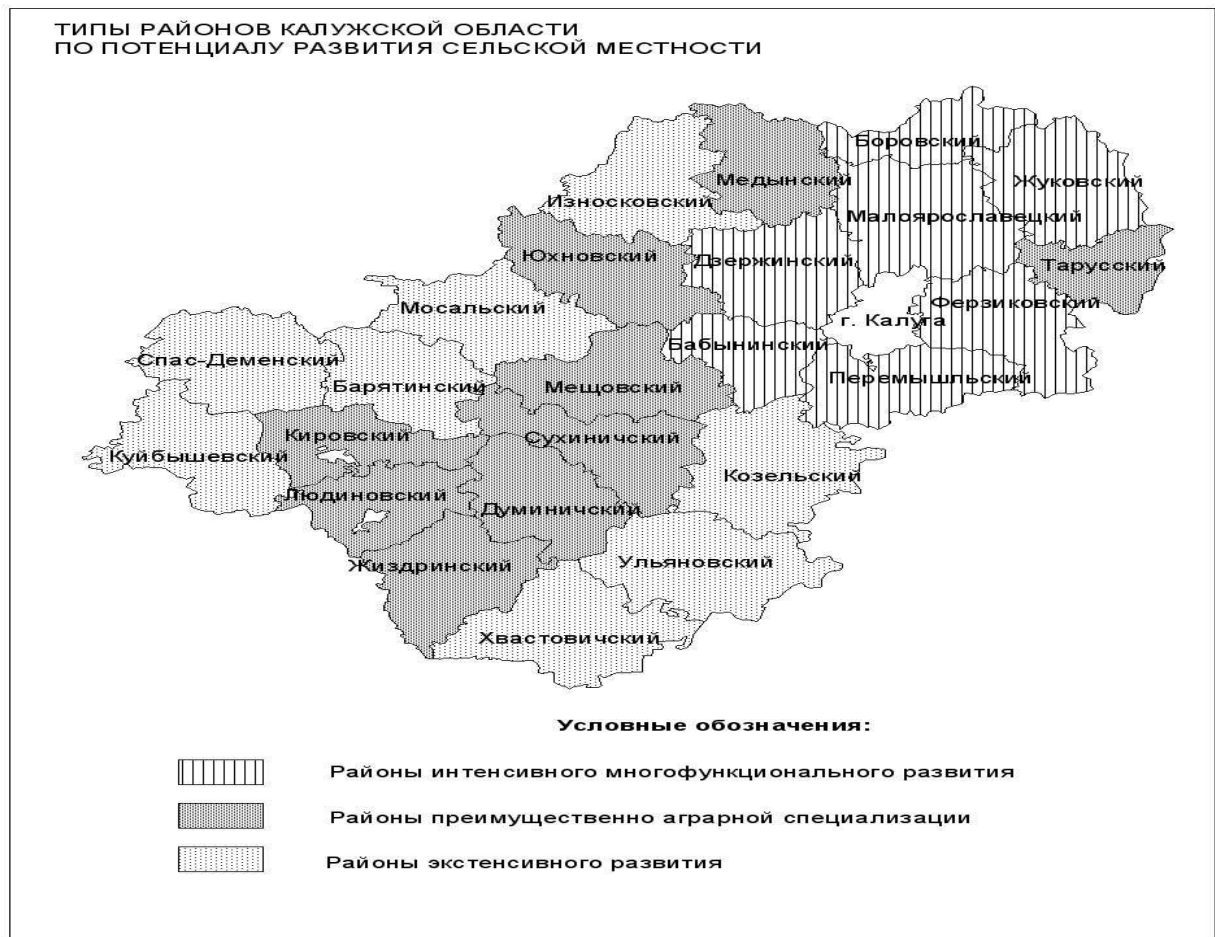 ТИПЫ РАЙОНОВ КАЛУЖСКОЙ ОБЛАСТИ
ПО ПОТЕНЦИАЛУ РАЗВИТИЯ СЕЛЬСКОЙ МЕСТНОСТИ
Боровский
Медынский
Жуковский
Износковский
Малоярославецкий
Юхновский
Дзержинский
Тарусский
Мосальский
Ферзиковский
г. Калуга
Бабынинский
Спас-Деменский
Барятинский
Мещовский
Перемышльский
Кировский
Сухиничский
Куйбышевский
Козельский
Людиновский
Думиничский
Жиздринский
Ульяновский
Хвастовичский
Условные обозначения:
Районы интенсивного многофункционального развития
Районы преимущественно аграрной специализации
Районы экстенсивного развития